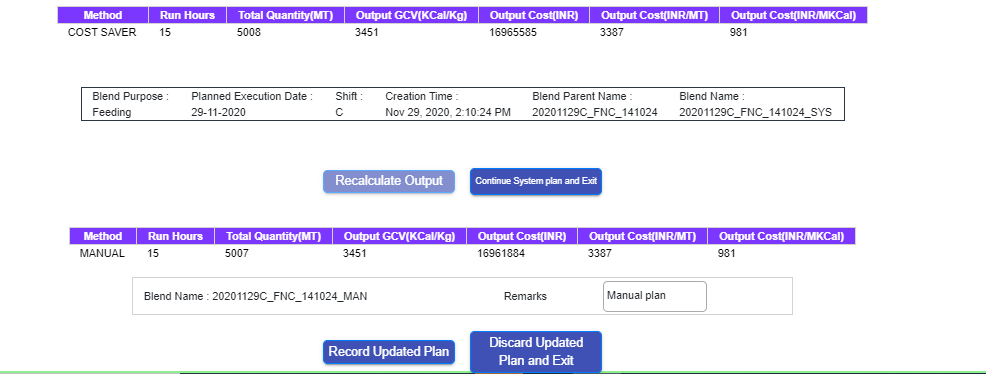 Method Run Hours Total Quantity(MT) Output GCV(KCal/Kg) Output Cost(INR) Output Cost(INR/MT) Output Cost(INR/MKCal)
COST SAVER 15 5008 3451 16965585 3387 981
Blend Purpose : Planned Execution Date : Shift : Creation Time : Blend Parent Name : Blend Name :
Feeding 29-11-2020 C Nov 29, 2020, 2:10:24 PM 20201129C_FNC_141024 20201129C_FNC_141024_SYS
Recalculate Output Continue System plan and Exit
Method Run Hours Total Quantity(MT) Output GCV(KCal/Kg) Output Cost(INR) Output Cost(INR/MT) Output Cost(INR/MKCal)
MANUAL 15 5007 3451 16961884 3387 981
Blend Name : 20201129C_FNC_141024_MAN Remarks Manual plan
Record Updated Plan Discard Updated
Plan and Exit